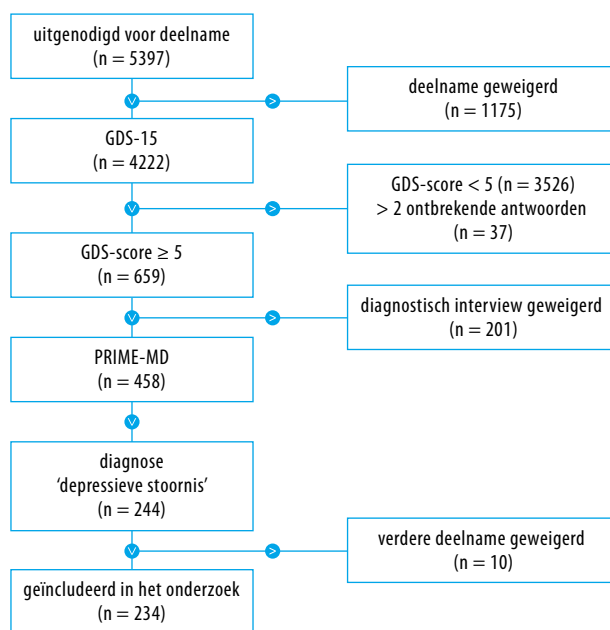 uitgenodigd voor deelname
(n = 5397)
deelname geweigerd
(n = 1175)
GDS-15
(n = 4222)
GDS-score < 5 (n = 3526)
> 2 ontbrekende antwoorden
(n = 37)
GDS-score ≥ 5
(n = 659)
diagnostisch interview geweigerd
(n = 201)
PRIME-MD
(n = 458)
diagnose
‘depressieve stoornis’
(n = 244)
verdere deelname geweigerd
(n = 10)
geïncludeerd in het onderzoek
(n = 234)